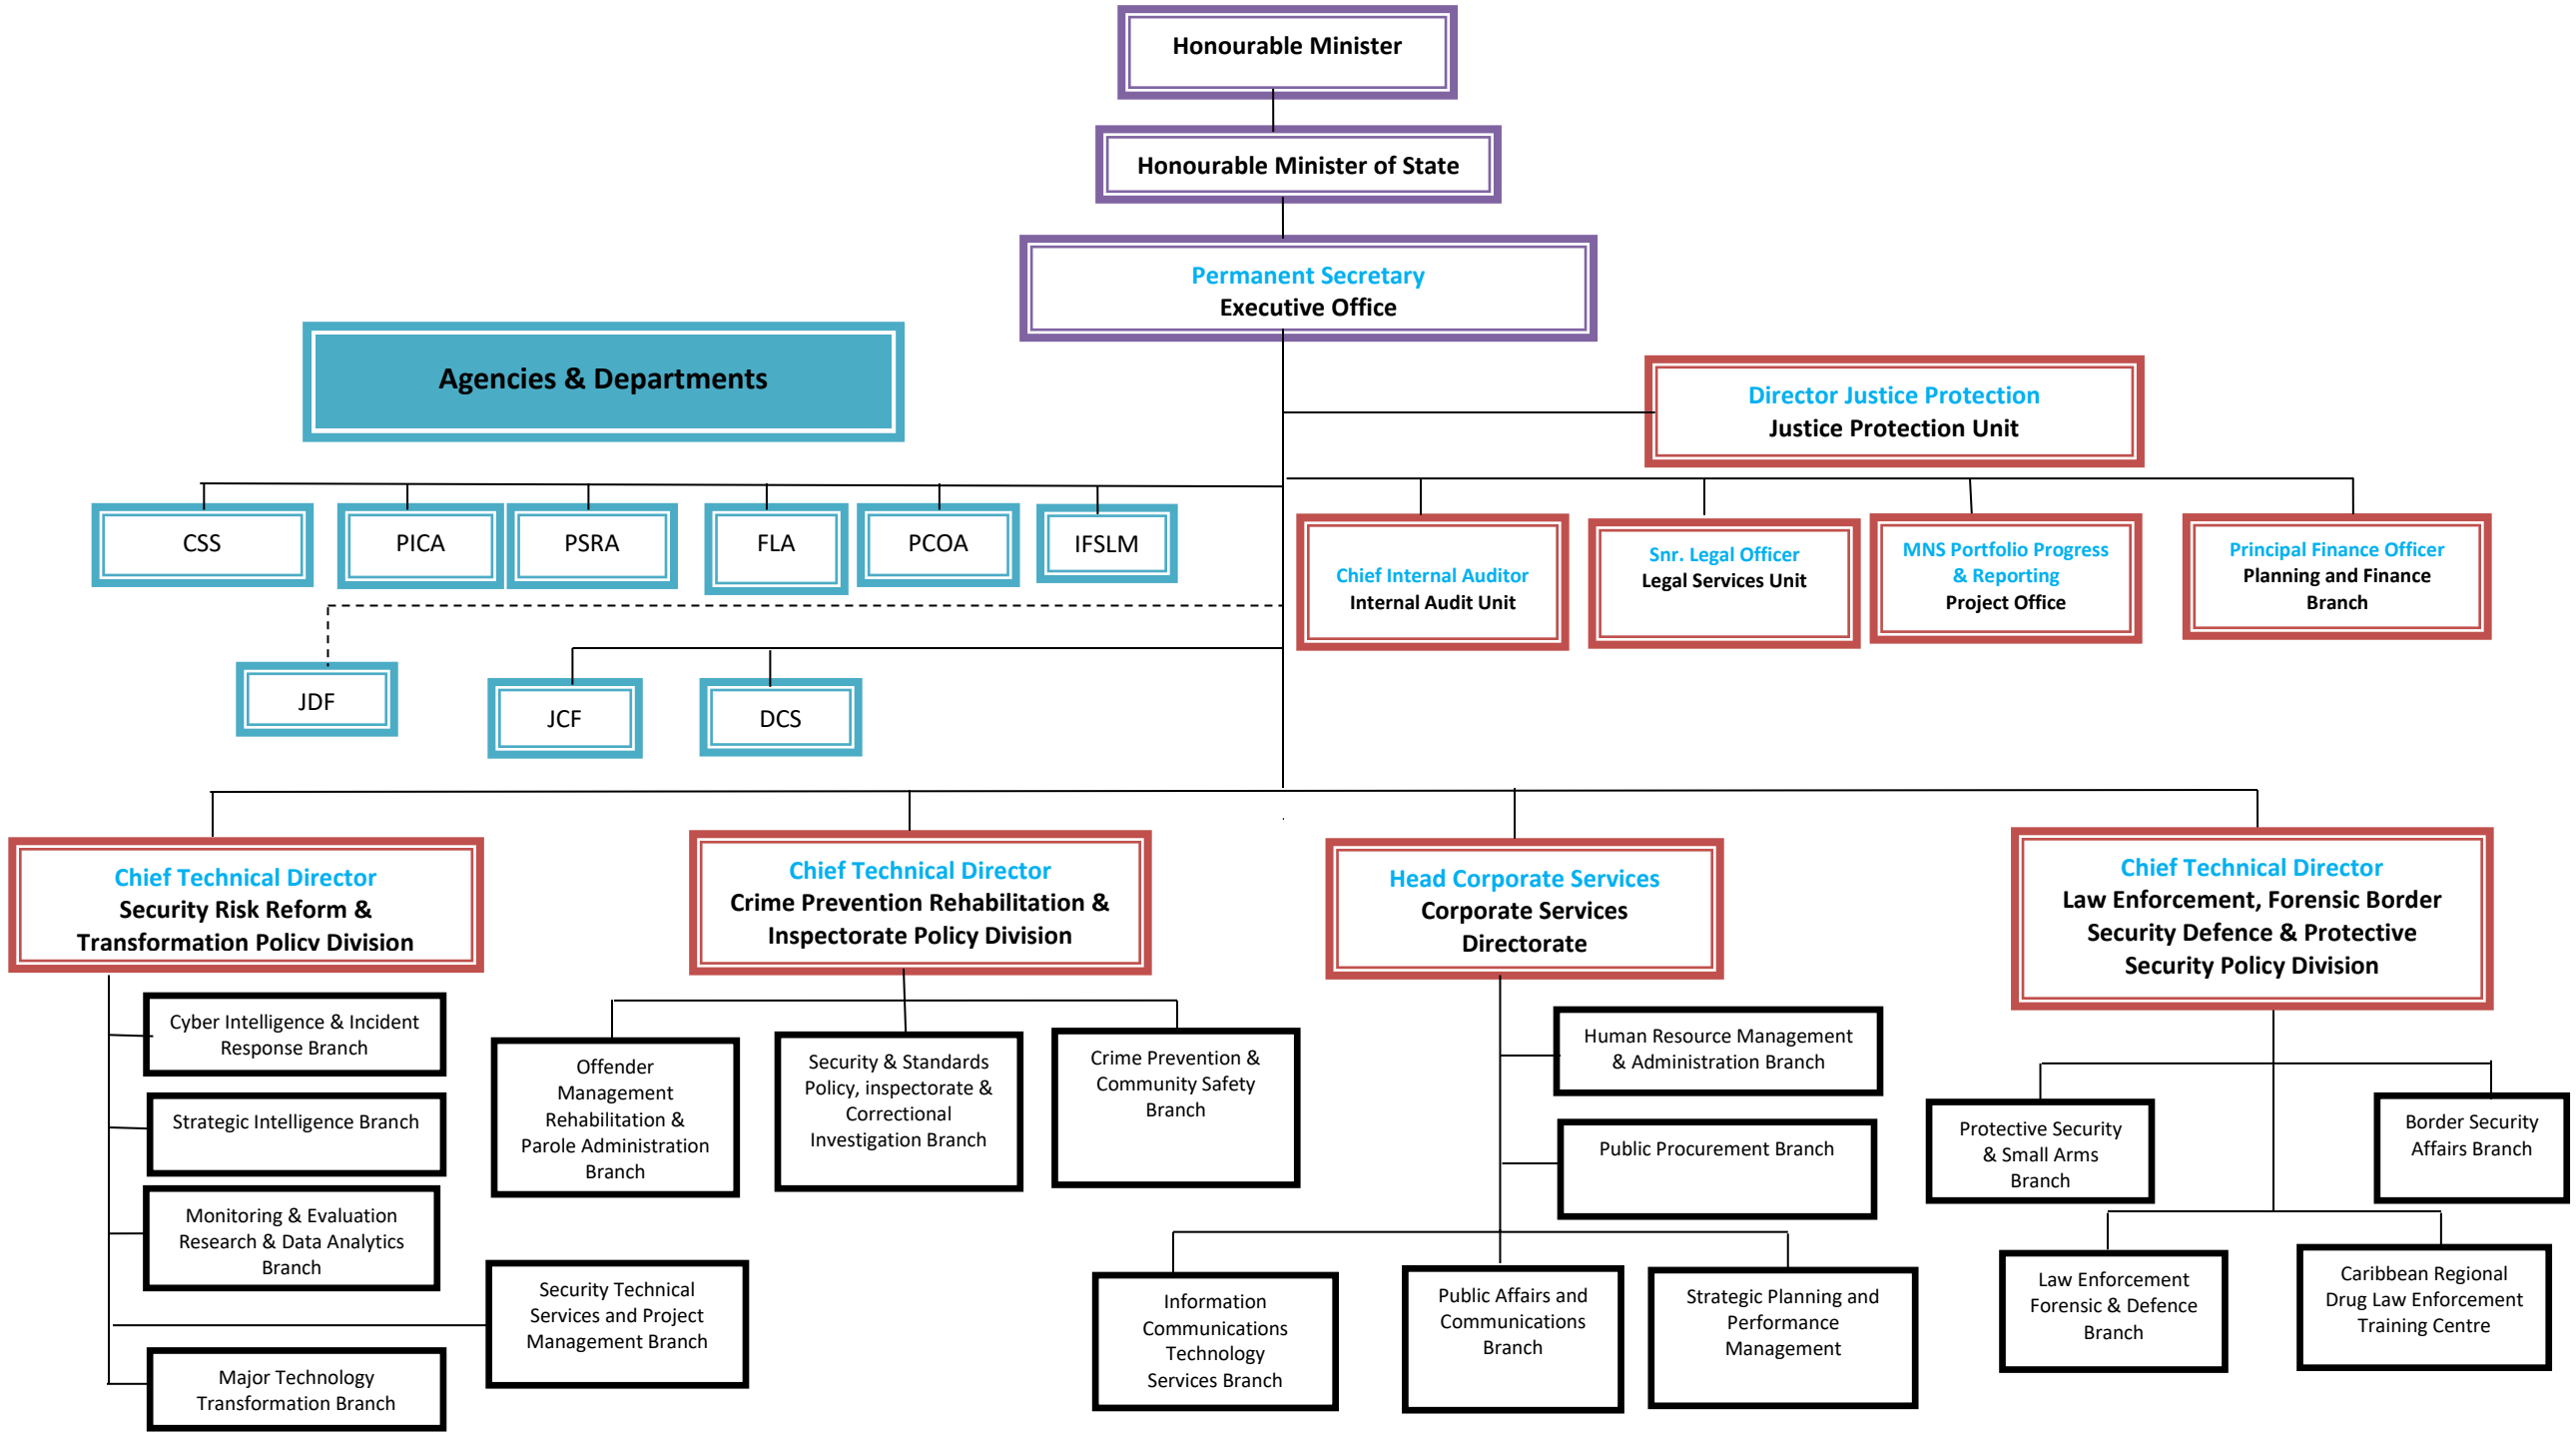 Honourable Minister
Honourable Minister of State
Permanent Secretary
Executive Office
Agencies & Departments
Director Justice Protection
Justice Protection Unit
CSS
PICA
PSRA
FLA
PCOA
IFSLM
Chief Internal Auditor
Internal Audit Unit
Snr. Legal Officer
Legal Services Unit
MNS Portfolio Progress
& Reporting
Project Office
Principal Finance Officer
Planning and Finance
Branch
JDF
JCF
DCS
Chief Technical Director
Security Risk Reform &
Transformation Policy Division
Chief Technical Director
Crime Prevention Rehabilitation &
Inspectorate Policy Division
Head Corporate Services
Corporate Services
Directorate
Chief Technical Director
Law Enforcement, Forensic Border
Security Defence & Protective
Security Policy Division
Cyber Intelligence & Incident
Response Branch
Strategic Intelligence Branch
Monitoring & Evaluation
Research & Data Analytics
Branch
Security Technical
Services and Project
Management Branch
Major Technology
Transformation Branch
Offender
Management
Rehabilitation &
Parole Administration
Branch
Security & Standards
Policy, inspectorate &
Correctional
Investigation Branch
Crime Prevention &
Community Safety
Branch
Human Resource Management
& Administration Branch
Public Procurement Branch
Information
Communications
Technology
Services Branch
Public Affairs and
Communications
Branch
Strategic Planning and
Performance
Management
Protective Security
& Small Arms
Branch
Border Security
Affairs Branch
Law Enforcement
Forensic & Defence
Branch
Caribbean Regional
Drug Law Enforcement
Training Centre